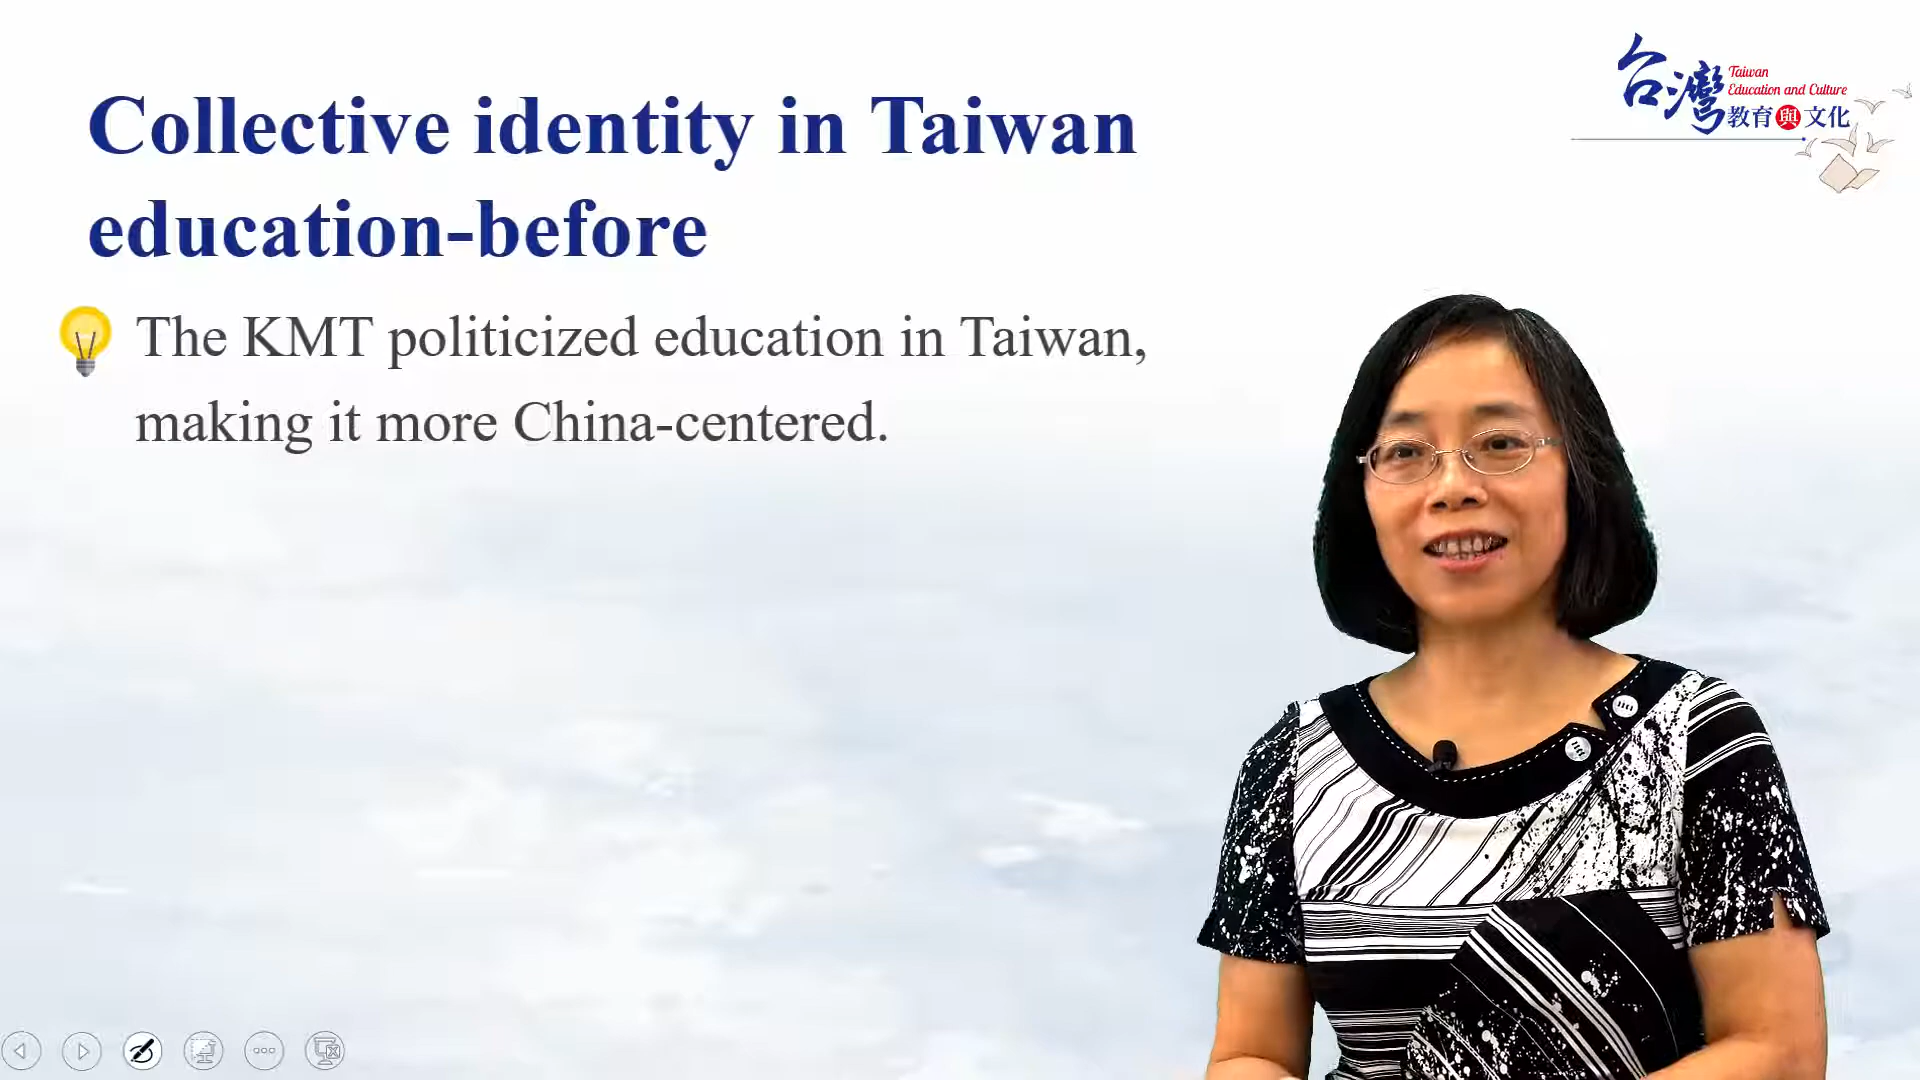 Collective identity in Taiwan
education-before
The KMT politicized education in Taiwan,
making it more China-centered.
台灣
Taiwan
Education and Culture
教育與文化